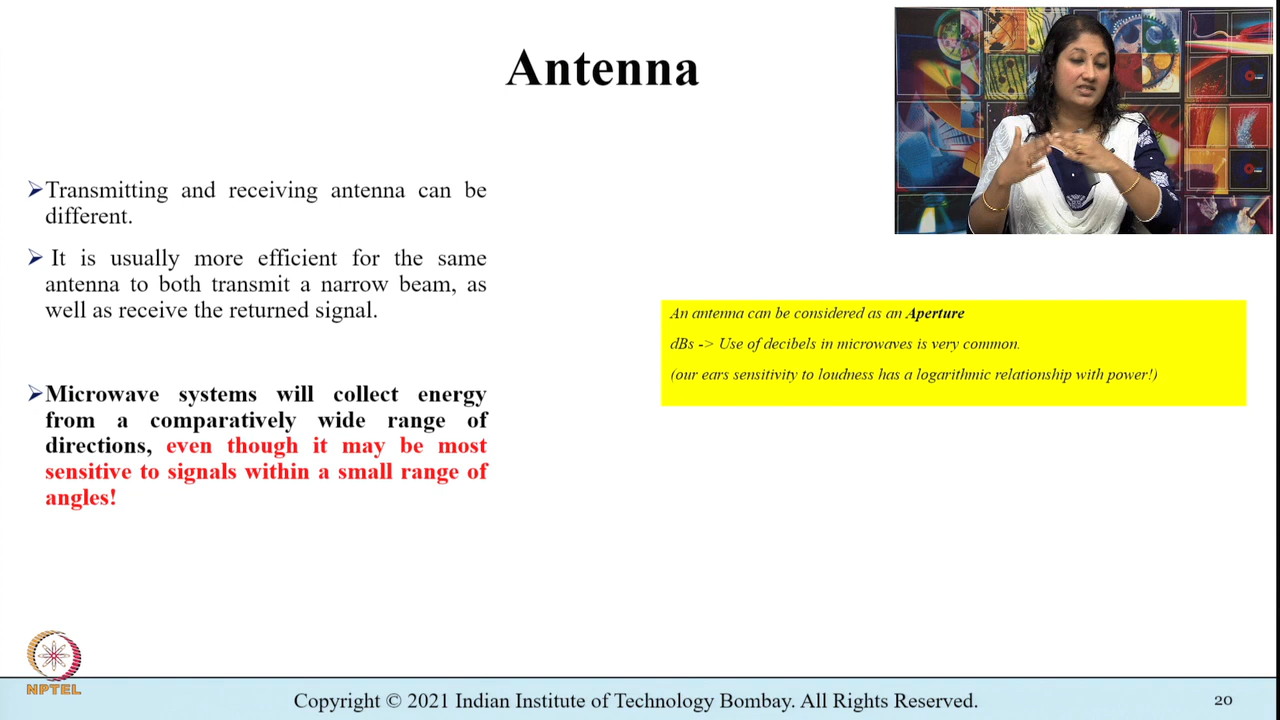 Antenna
➢Transmitting and receiving antenna can be
different.
➢ It is usually more efficient for the same
antenna to both transmit a narrow beam, as
well as receive the returned signal.
➢Microwave systems will collect energy
from a comparatively wide range of
directions, even though it may be most
sensitive to signals within a small range of
angles!
An antenna can be considered as an Aperture
dBs -> Use of decibels in microwaves is very common.
(our ears sensitivity to loudness has a logarithmic relationship with power!)
NPTEL
Copyright © 2021 Indian Institute of Technology Bombay. All Rights Reserved.
20